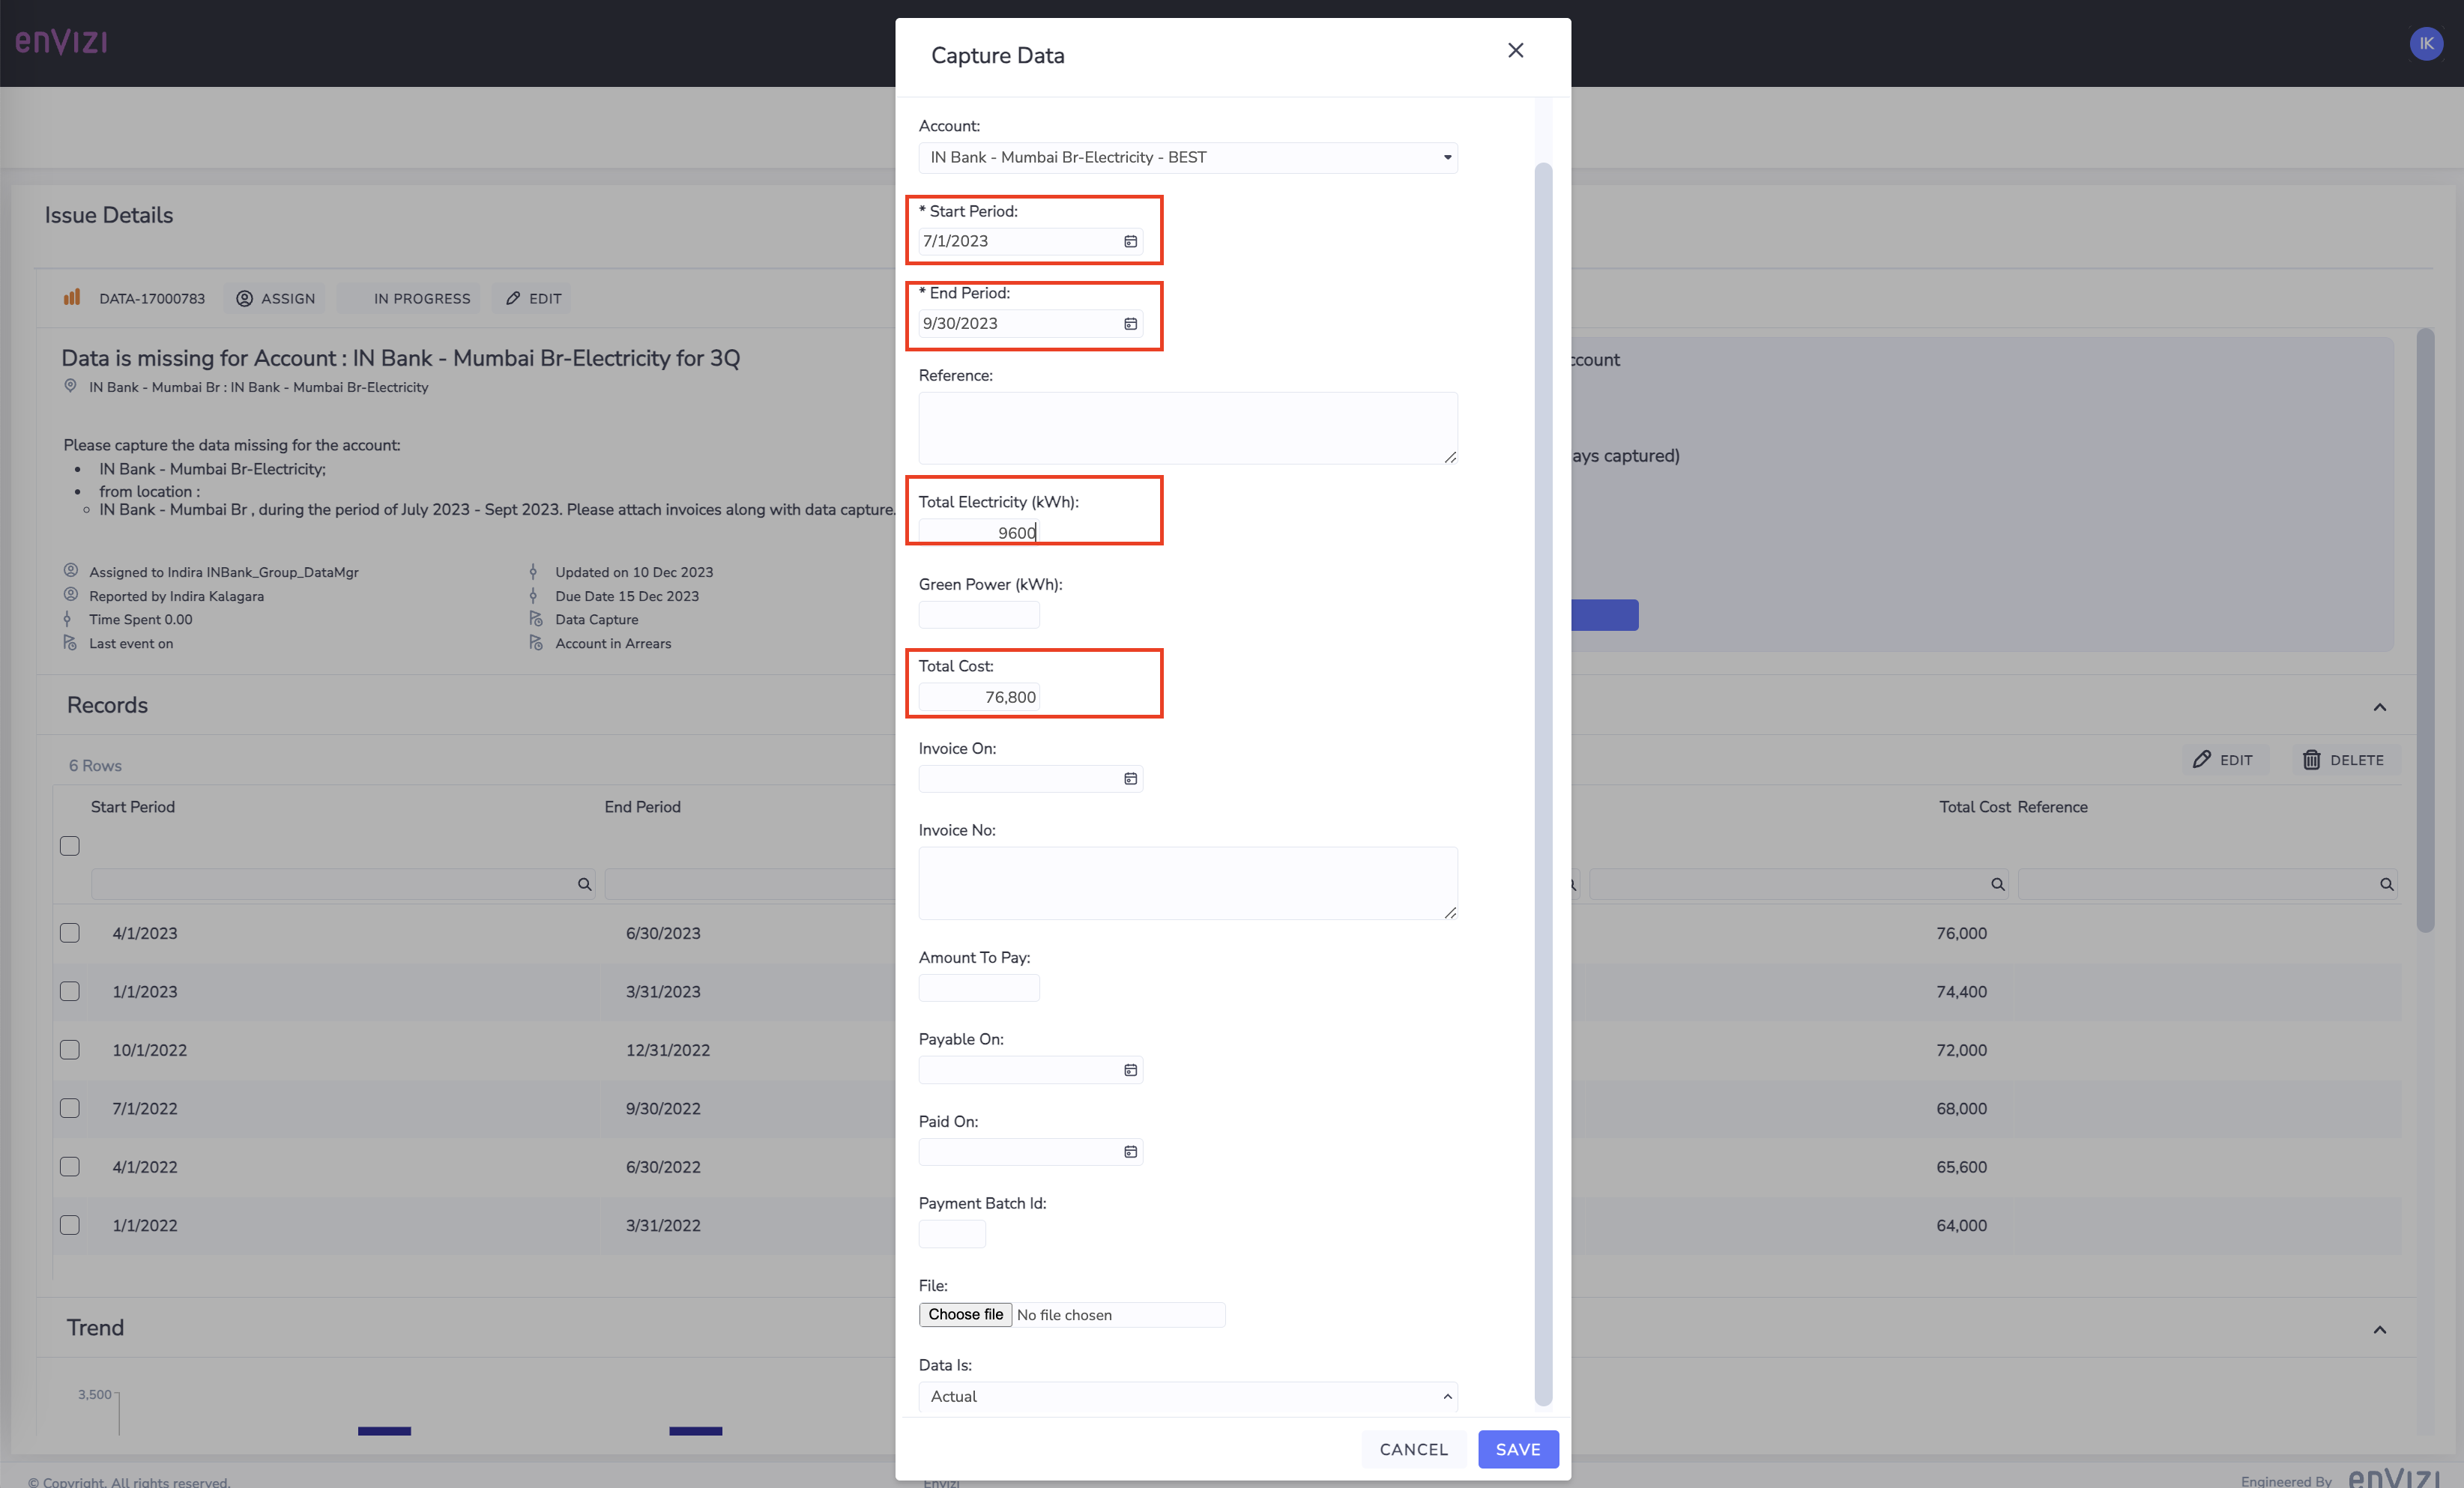 enVIZI
IK
Capture Data
Account:
IN Bank - Mumbai Br-Electricity - BEST
* Start Period:
7/1/2023
* End Period:
9/30/2023
Reference:
Total Electricity (kWh):
9600
Green Power (kWh):
Total Cost:
76,800
Invoice On:
Invoice No:
Amount To Pay:
Payable On:
Paid On:
Payment Batch Id:
File:
Choose file No file chosen
Data Is:
Actual
CANCEL SAVE
Issue Details
DATA-17000783 ASSIGN IN PROGRESS EDIT
Data is missing for Account : IN Bank - Mumbai Br-Electricity for 3Q
IN Bank - Mumbai Br : IN Bank - Mumbai Br-Electricity
Please capture the data missing for the account:
• IN Bank - Mumbai Br-Electricity;
• from location :
○ IN Bank - Mumbai Br , during the period of July 2023 - Sept 2023. Please attach invoices along with data capture.
Assigned to Indira INBank_Group_DataMgr Updated on 10 Dec 2023
Reported by Indira Kalagara Due Date 15 Dec 2023
Time Spent 0.00 Data Capture
Last event on Account in Arrears
ccount
ays captured)
Records
6 Rows EDIT DELETE
Start Period End Period Total Cost Reference
4/1/2023 6/30/2023 76,000
1/1/2023 3/31/2023 74,400
10/1/2022 12/31/2022 72,000
7/1/2022 9/30/2022 68,000
4/1/2022 6/30/2022 65,600
1/1/2022 3/31/2022 64,000
Trend
3,500
© Copyright. All rights reserved. Envizi Engineered By enVIZI